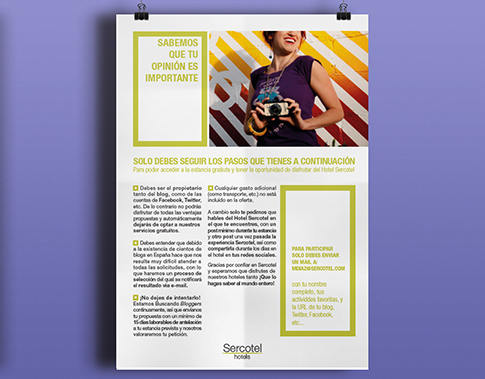 SABEMOS
QUE TU
OPINIÓN ES
IMPORTANTE
SOLO DEBES SEGUIR LOS PASOS QUE TIENES A CONTINUACIÓN
Para poder acceder a la estancia gratuita y tener la oportunidad de disfrutar del Hotel Sercotel
Debes ser el propietario
tanto del blog, como de las
cuentas de Facebook, Twitter,
etc. De lo contrario no podrás
disfrutar de todas las ventajas
propuestas y automáticamente
dejarás de optar a nuestros
servicios gratuitos.
Debes entender que debido
a la existencia de cientos de
blogs en España hace que nos
resulte muy difícil atender a
todas las solicitudes, con lo
que haremos un proceso de
selección del cual se notificará
el resultado vía e-mail.
¡No dejes de intentarlo!
Estamos Buscando Bloggers
continuamente, así que envíanos
tu propuesta con un mínimo de
15 días laborables de antelación
a tu estancia prevista y nosotros
valoraremos tu petición.
Cualquier gasto adicional
(como transporte, etc.) no está
incluido en la oferta.
A cambio solo te pedimos que
hables del Hotel Sercotel en
el que te encuentres, con un
post mínimo durante tu estancia
y otro post una vez pasada la
experiencia Sercotel, así como
compartirla durante los días en
el hotel en tus redes sociales.
Gracias por confiar en Sercotel
y esperamos que disfrutes de
nuestros hoteles tanto ¡Que lo
hagas saber al mundo entero!
PARA PARTICIPAR
SOLO DEBES ENVIAR
UN MAIL A:
MEDIAD@SERCOTEL.COM
con tu nombre
completo, tus
actividades favoritas, y
la URL de tu blog,
Twitter, Facebook,
etc...
Sercotel
hotels